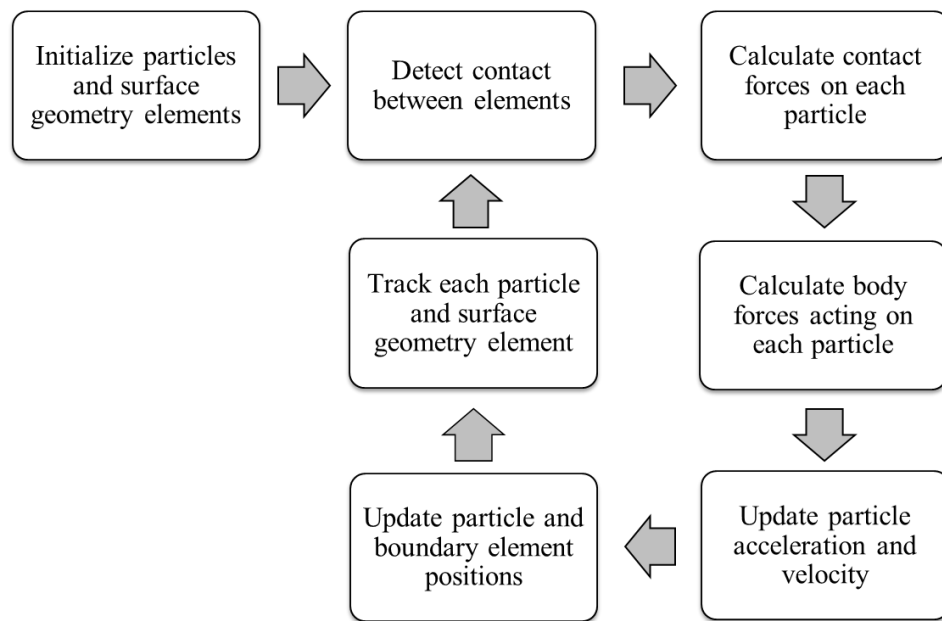 Initialize particles
and surface
geometry elements
Detect contact
between elements
Calculate contact
forces on each
particle
Calculate body
forces acting on
each particle
Update particle
acceleration and
velocity
Update particle and
boundary element
positions
Track each particle
and surface
geometry element